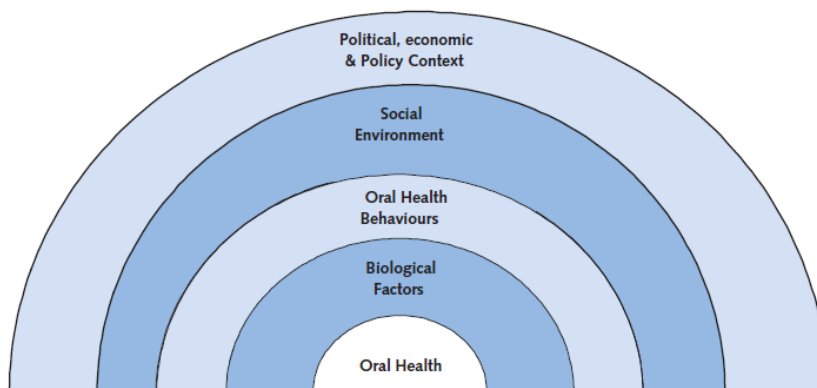 Political, economic
& Policy Context
Social
Environment
Oral Health
Behaviours
Biological
Factors
Oral Health